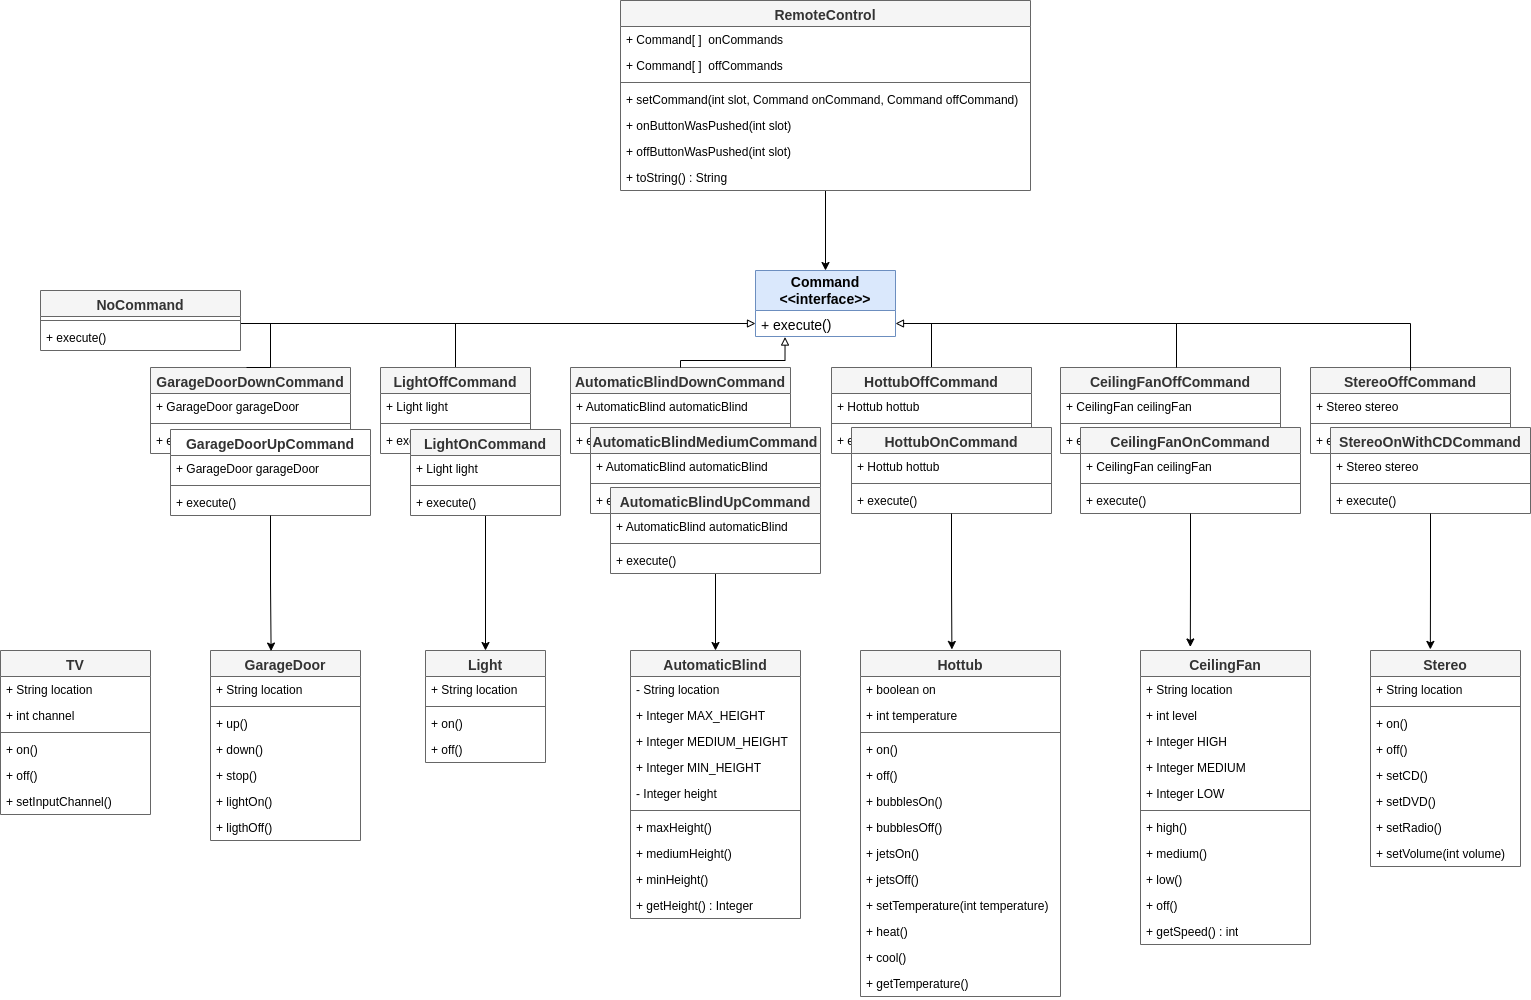 RemoteControl
+ Command[ ]  onCommands
+ Command[ ]  offCommands
+ setCommand(int slot, Command onCommand, Command offCommand)
+ onButtonWasPushed(int slot)
+ offButtonWasPushed(int slot)
+ toString() : String
Command
<<interface>>
+ execute()
NoCommand
+ execute()
GarageDoorDownCommand
+ GarageDoor garageDoor
+ e
GarageDoorUpCommand
+ GarageDoor garageDoor
+ execute()
LightOffCommand
+ Light light
+ exe
LightOnCommand
+ Light light
+ execute()
AutomaticBlindDownCommand
+ AutomaticBlind automaticBlind
+ e
AutomaticBlindMediumCommand
+ AutomaticBlind automaticBlind
+ e
AutomaticBlindUpCommand
+ AutomaticBlind automaticBlind
+ execute()
HottubOffCommand
+ Hottub hottub
+ e
HottubOnCommand
+ Hottub hottub
+ execute()
CeilingFanOffCommand
+ CeilingFan ceilingFan
+ e
CeilingFanOnCommand
+ CeilingFan ceilingFan
+ execute()
StereoOffCommand
+ Stereo stereo
+ e
StereoOnWithCDCommand
+ Stereo stereo
+ execute()
TV
+ String location
+ int channel
+ on()
+ off()
+ setInputChannel()
GarageDoor
+ String location
+ up()
+ down()
+ stop()
+ lightOn()
+ ligthOff()
Light
+ String location
+ on()
+ off()
AutomaticBlind
- String location
+ Integer MAX_HEIGHT
+ Integer MEDIUM_HEIGHT
+ Integer MIN_HEIGHT
- Integer height
+ maxHeight()
+ mediumHeight()
+ minHeight()
+ getHeight() : Integer
Hottub
+ boolean on
+ int temperature
+ on()
+ off()
+ bubblesOn()
+ bubblesOff()
+ jetsOn()
+ jetsOff()
+ setTemperature(int temperature)
+ heat()
+ cool()
+ getTemperature()
CeilingFan
+ String location
+ int level
+ Integer HIGH
+ Integer MEDIUM
+ Integer LOW
+ high()
+ medium()
+ low()
+ off()
+ getSpeed() : int
Stereo
+ String location
+ on()
+ off()
+ setCD()
+ setDVD()
+ setRadio()
+ setVolume(int volume)